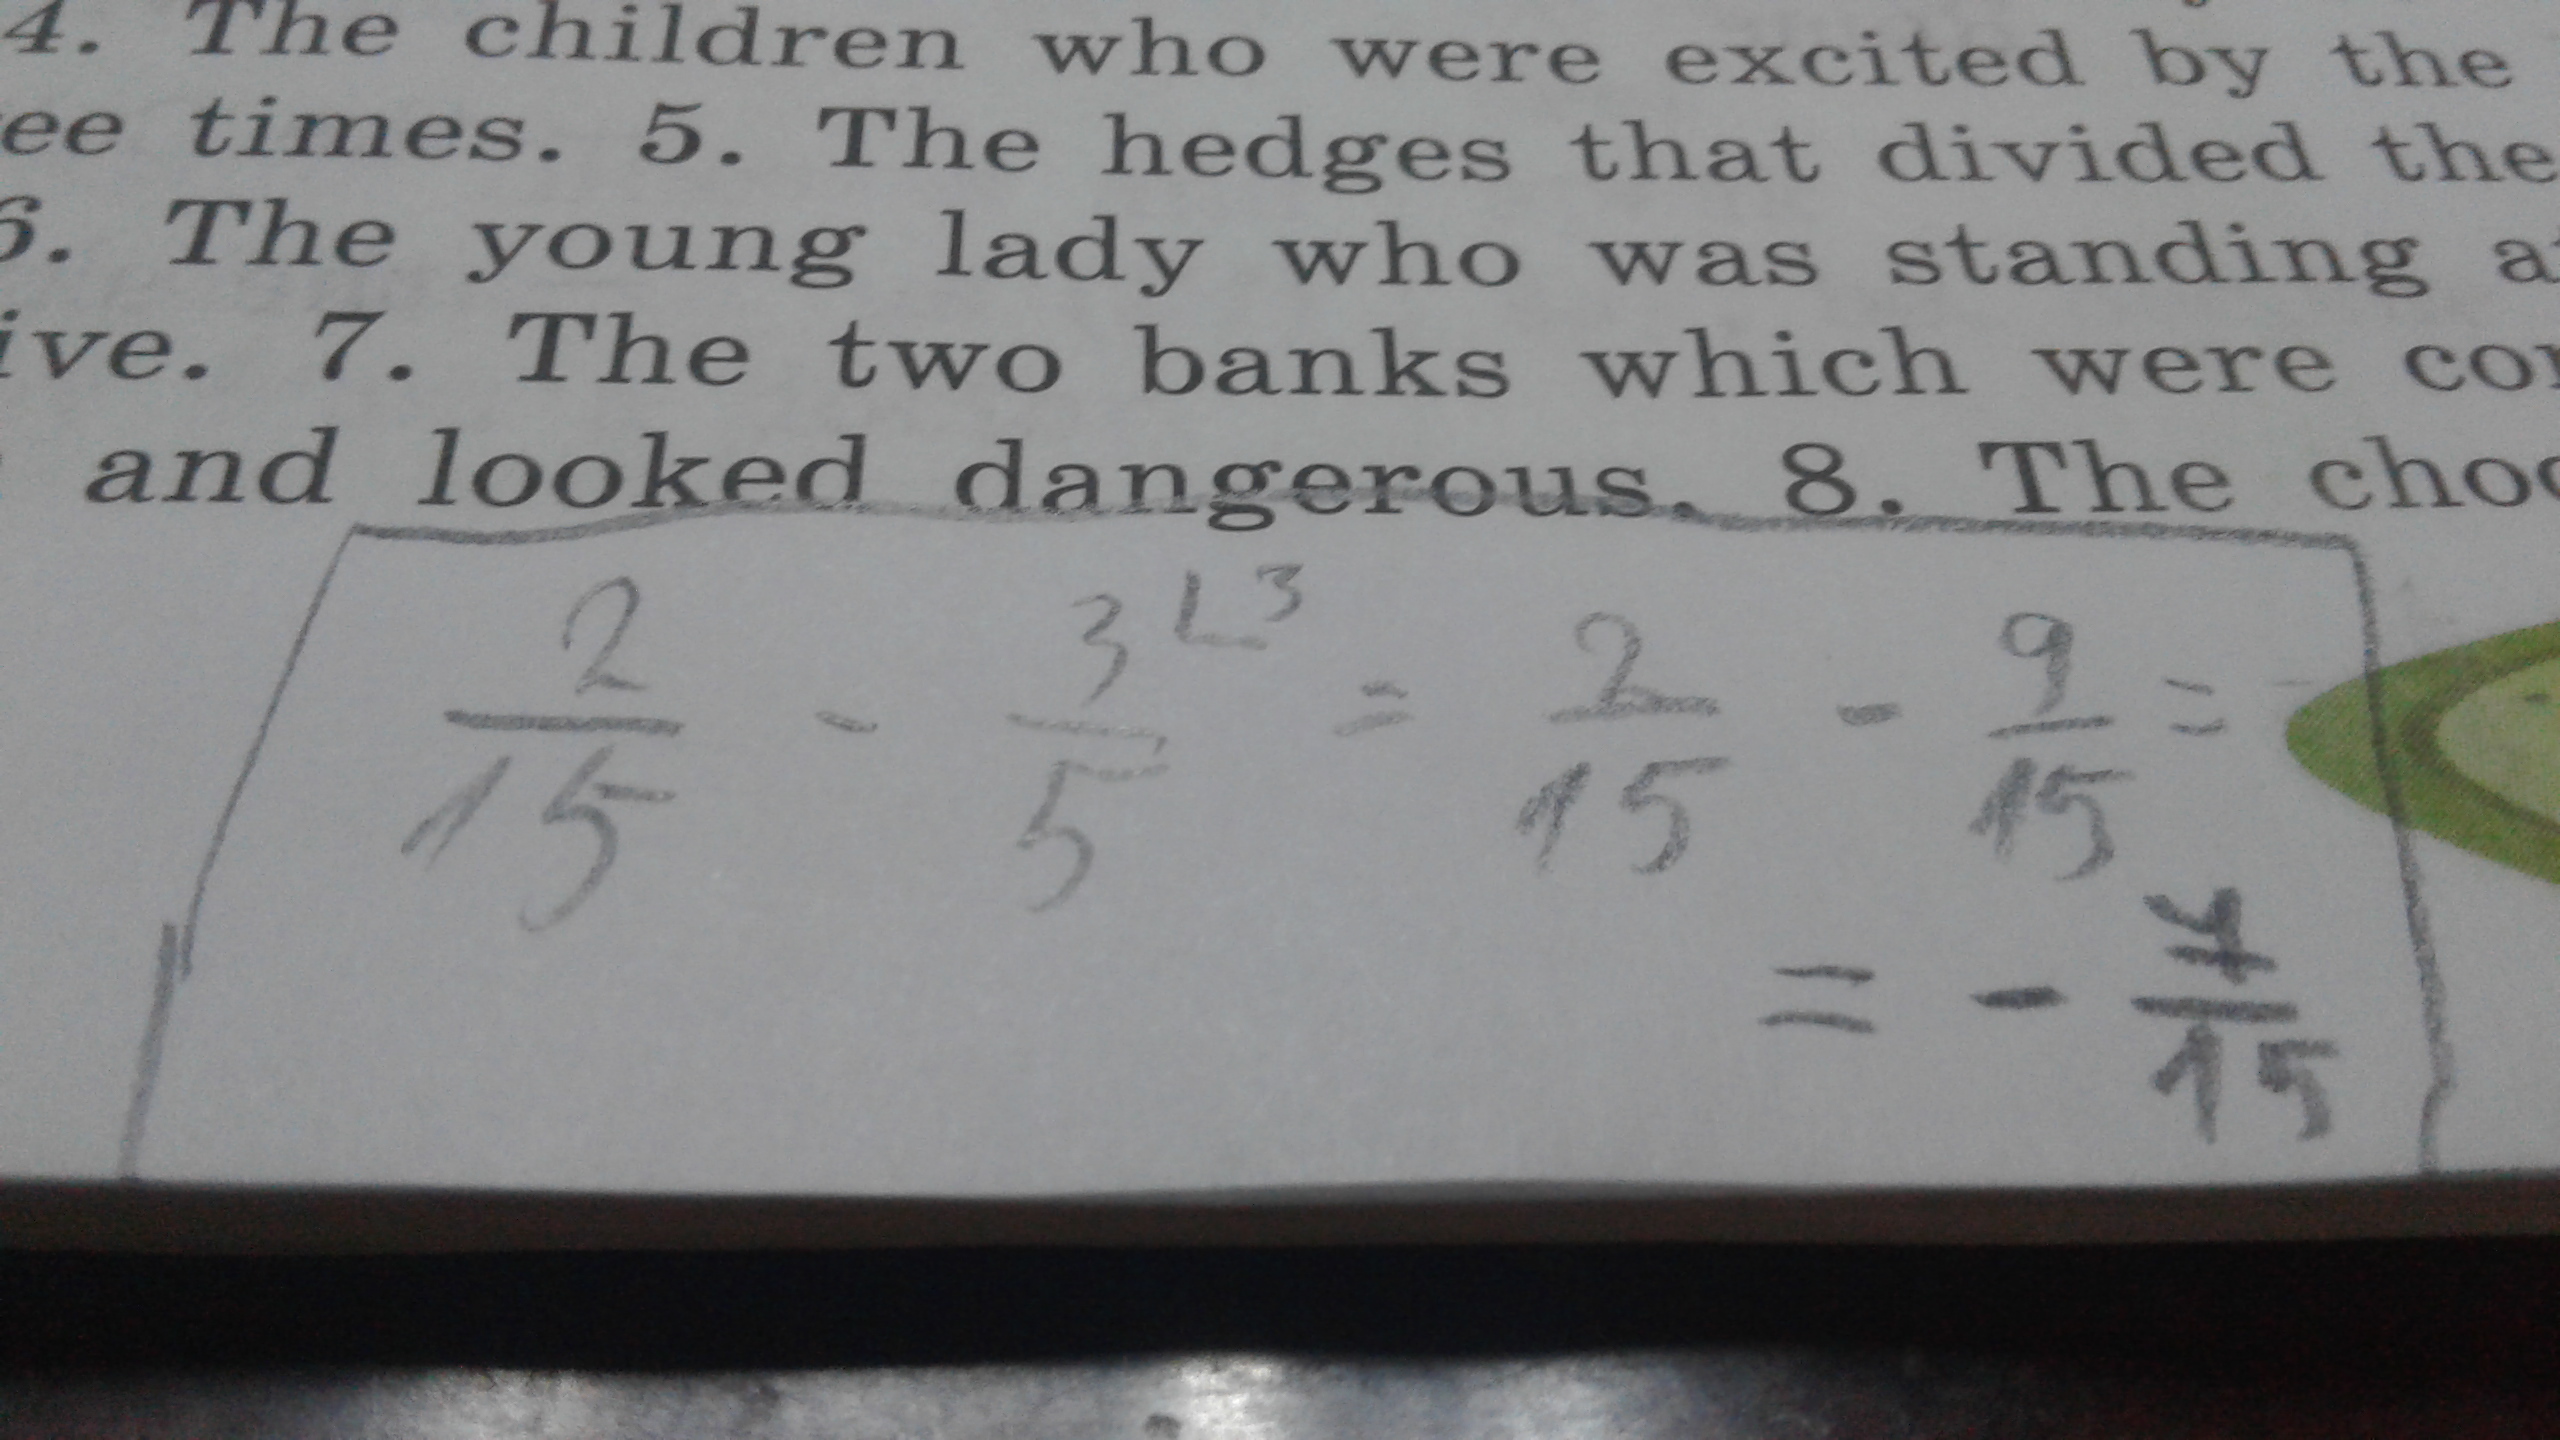 4. The children who were excited by the
ee times. 5. The hedges that divided the
6. The young lady who was standing a
ive. 7. The two banks which were co
and looked dangerous. 8. The choo
2/15 - 3/5 ∟3 = 2/15 - 9/15 =
= - 7/15